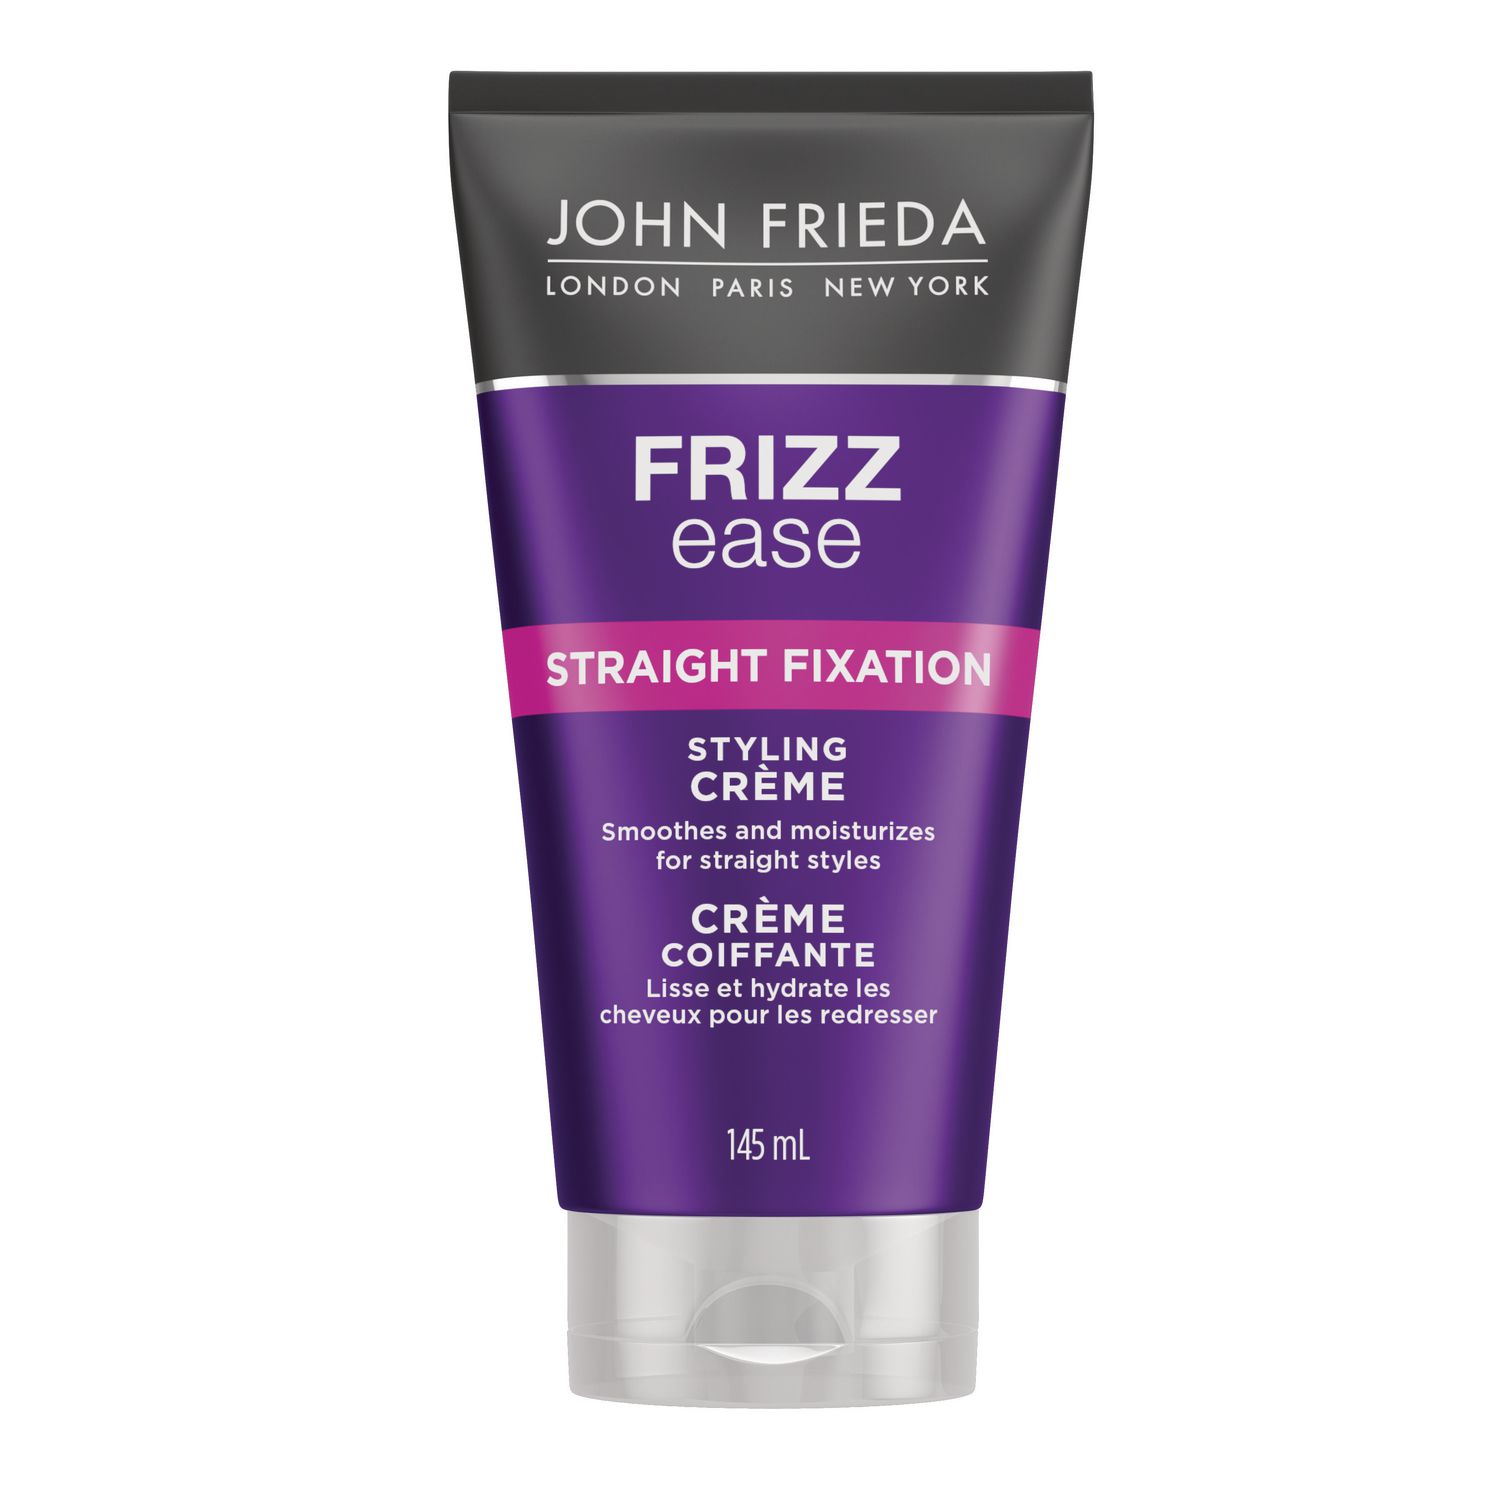 JOHN FRIEDA
LONDON PARIS NEW YORK
FRIZZ
ease
STRAIGHT FIXATION
STYLING
CRÈME
Smoothes and moisturizes
for straight styles
CRÈME
COIFFANTE
Lisse et hydrate les
cheveux pour les redresser
145 mL